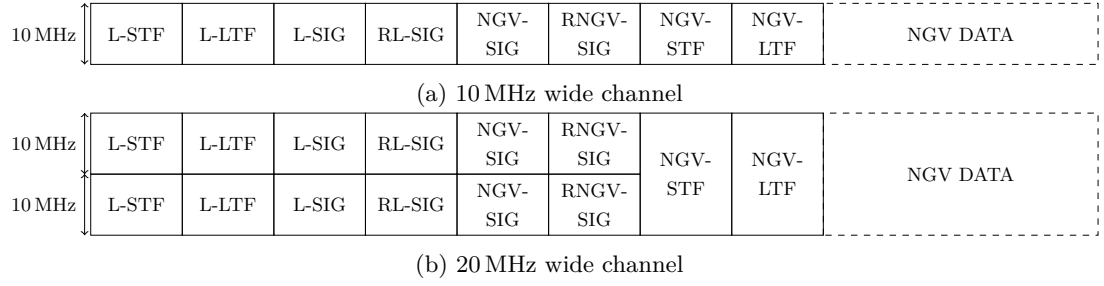 10 MHz L-STF L-LTF L-SIG RL-SIG NGV-SIG RNGV-SIG NGV-STF NGV-LTF NGV DATA
(a) 10 MHz wide channel
10 MHz L-STF L-LTF L-SIG RL-SIG NGV-SIG RNGV-SIG NGV-STF NGV-LTF NGV DATA
10 MHz L-STF L-LTF L-SIG RL-SIG NGV-SIG RNGV-SIG
(b) 20 MHz wide channel